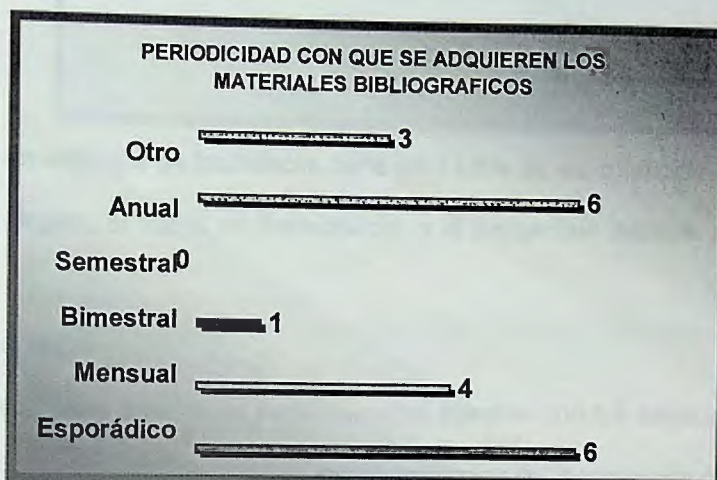 PERIODICIDAD CON QUE SE ADQUIEREN LOS
MATERIALES BIBLIOGRAFICOS
Otro 3
Anual 6
Semestral 0
Bimestral 1
Mensual 4
Esporádico 6